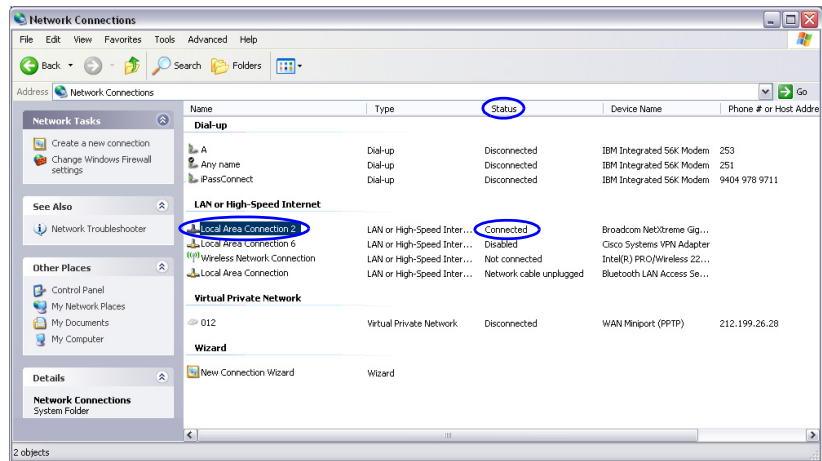 Network Connections
File Edit View Favorites Tools Advanced Help
Back Search Folders
Address Network Connections Go
Network Tasks
Create a new connection
Change Windows Firewall
settings
See Also
Network Troubleshooter
Other Places
Control Panel
My Network Places
My Documents
My Computer
Details
Network Connections
System Folder
Name Type Status Device Name Phone # or Host Addre
Dial-up
A Dial-up Disconnected IBM Integrated 56K Modem 253
Any name Dial-up Disconnected IBM Integrated 56K Modem 251
iPassConnect Dial-up Disconnected IBM Integrated 56K Modem 9404 978 9711
LAN or High-Speed Internet
Local Area Connection 2 LAN or High-Speed Inter... Connected Broadcom NetXtreme Gig...
Local Area Connection 6 LAN or High-Speed Inter... Disabled Cisco Systems VPN Adapter
Wireless Network Connection LAN or High-Speed Inter... Not connected Intel(R) PRO/Wireless 22...
Local Area Connection LAN or High-Speed Inter... Network cable unplugged Bluetooth LAN Access Se...
Virtual Private Network
012 Virtual Private Network Disconnected WAN Miniport (PPTP) 212.199.26.28
Wizard
New Connection Wizard Wizard
2 objects